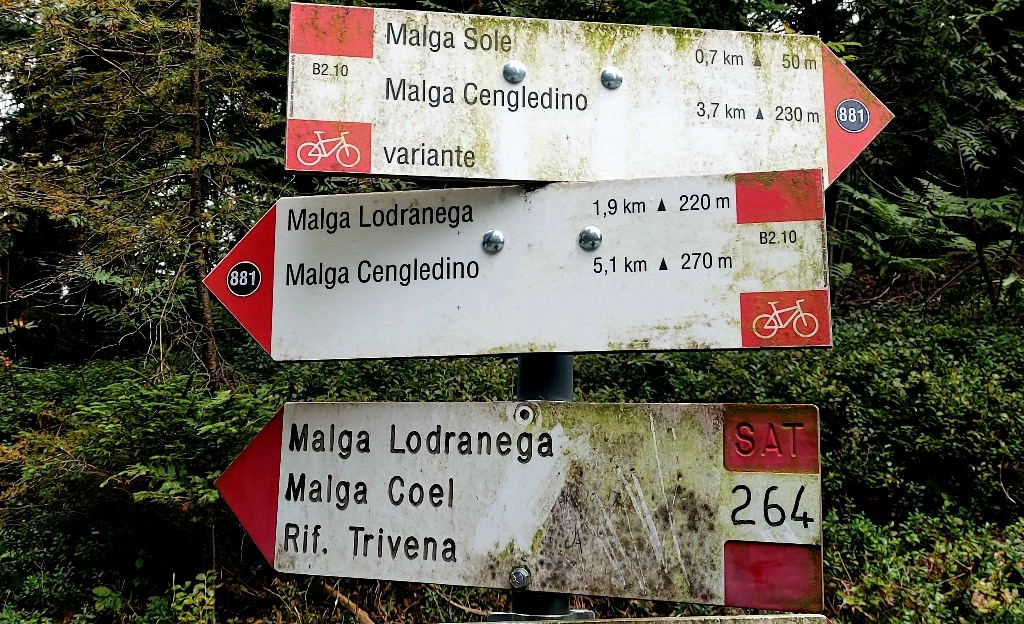 Malga Sole 0,7 km ▲ 50 m
B2.10
Malga Cengledino 3,7 km ▲ 230 m
881
variante
Malga Lodranega 1,9 km ▲ 220 m
B2.10
881
Malga Cengledino 5,1 km ▲ 270 m
Malga Lodranega SAT
Malga Coel 264
Rif. Trivena